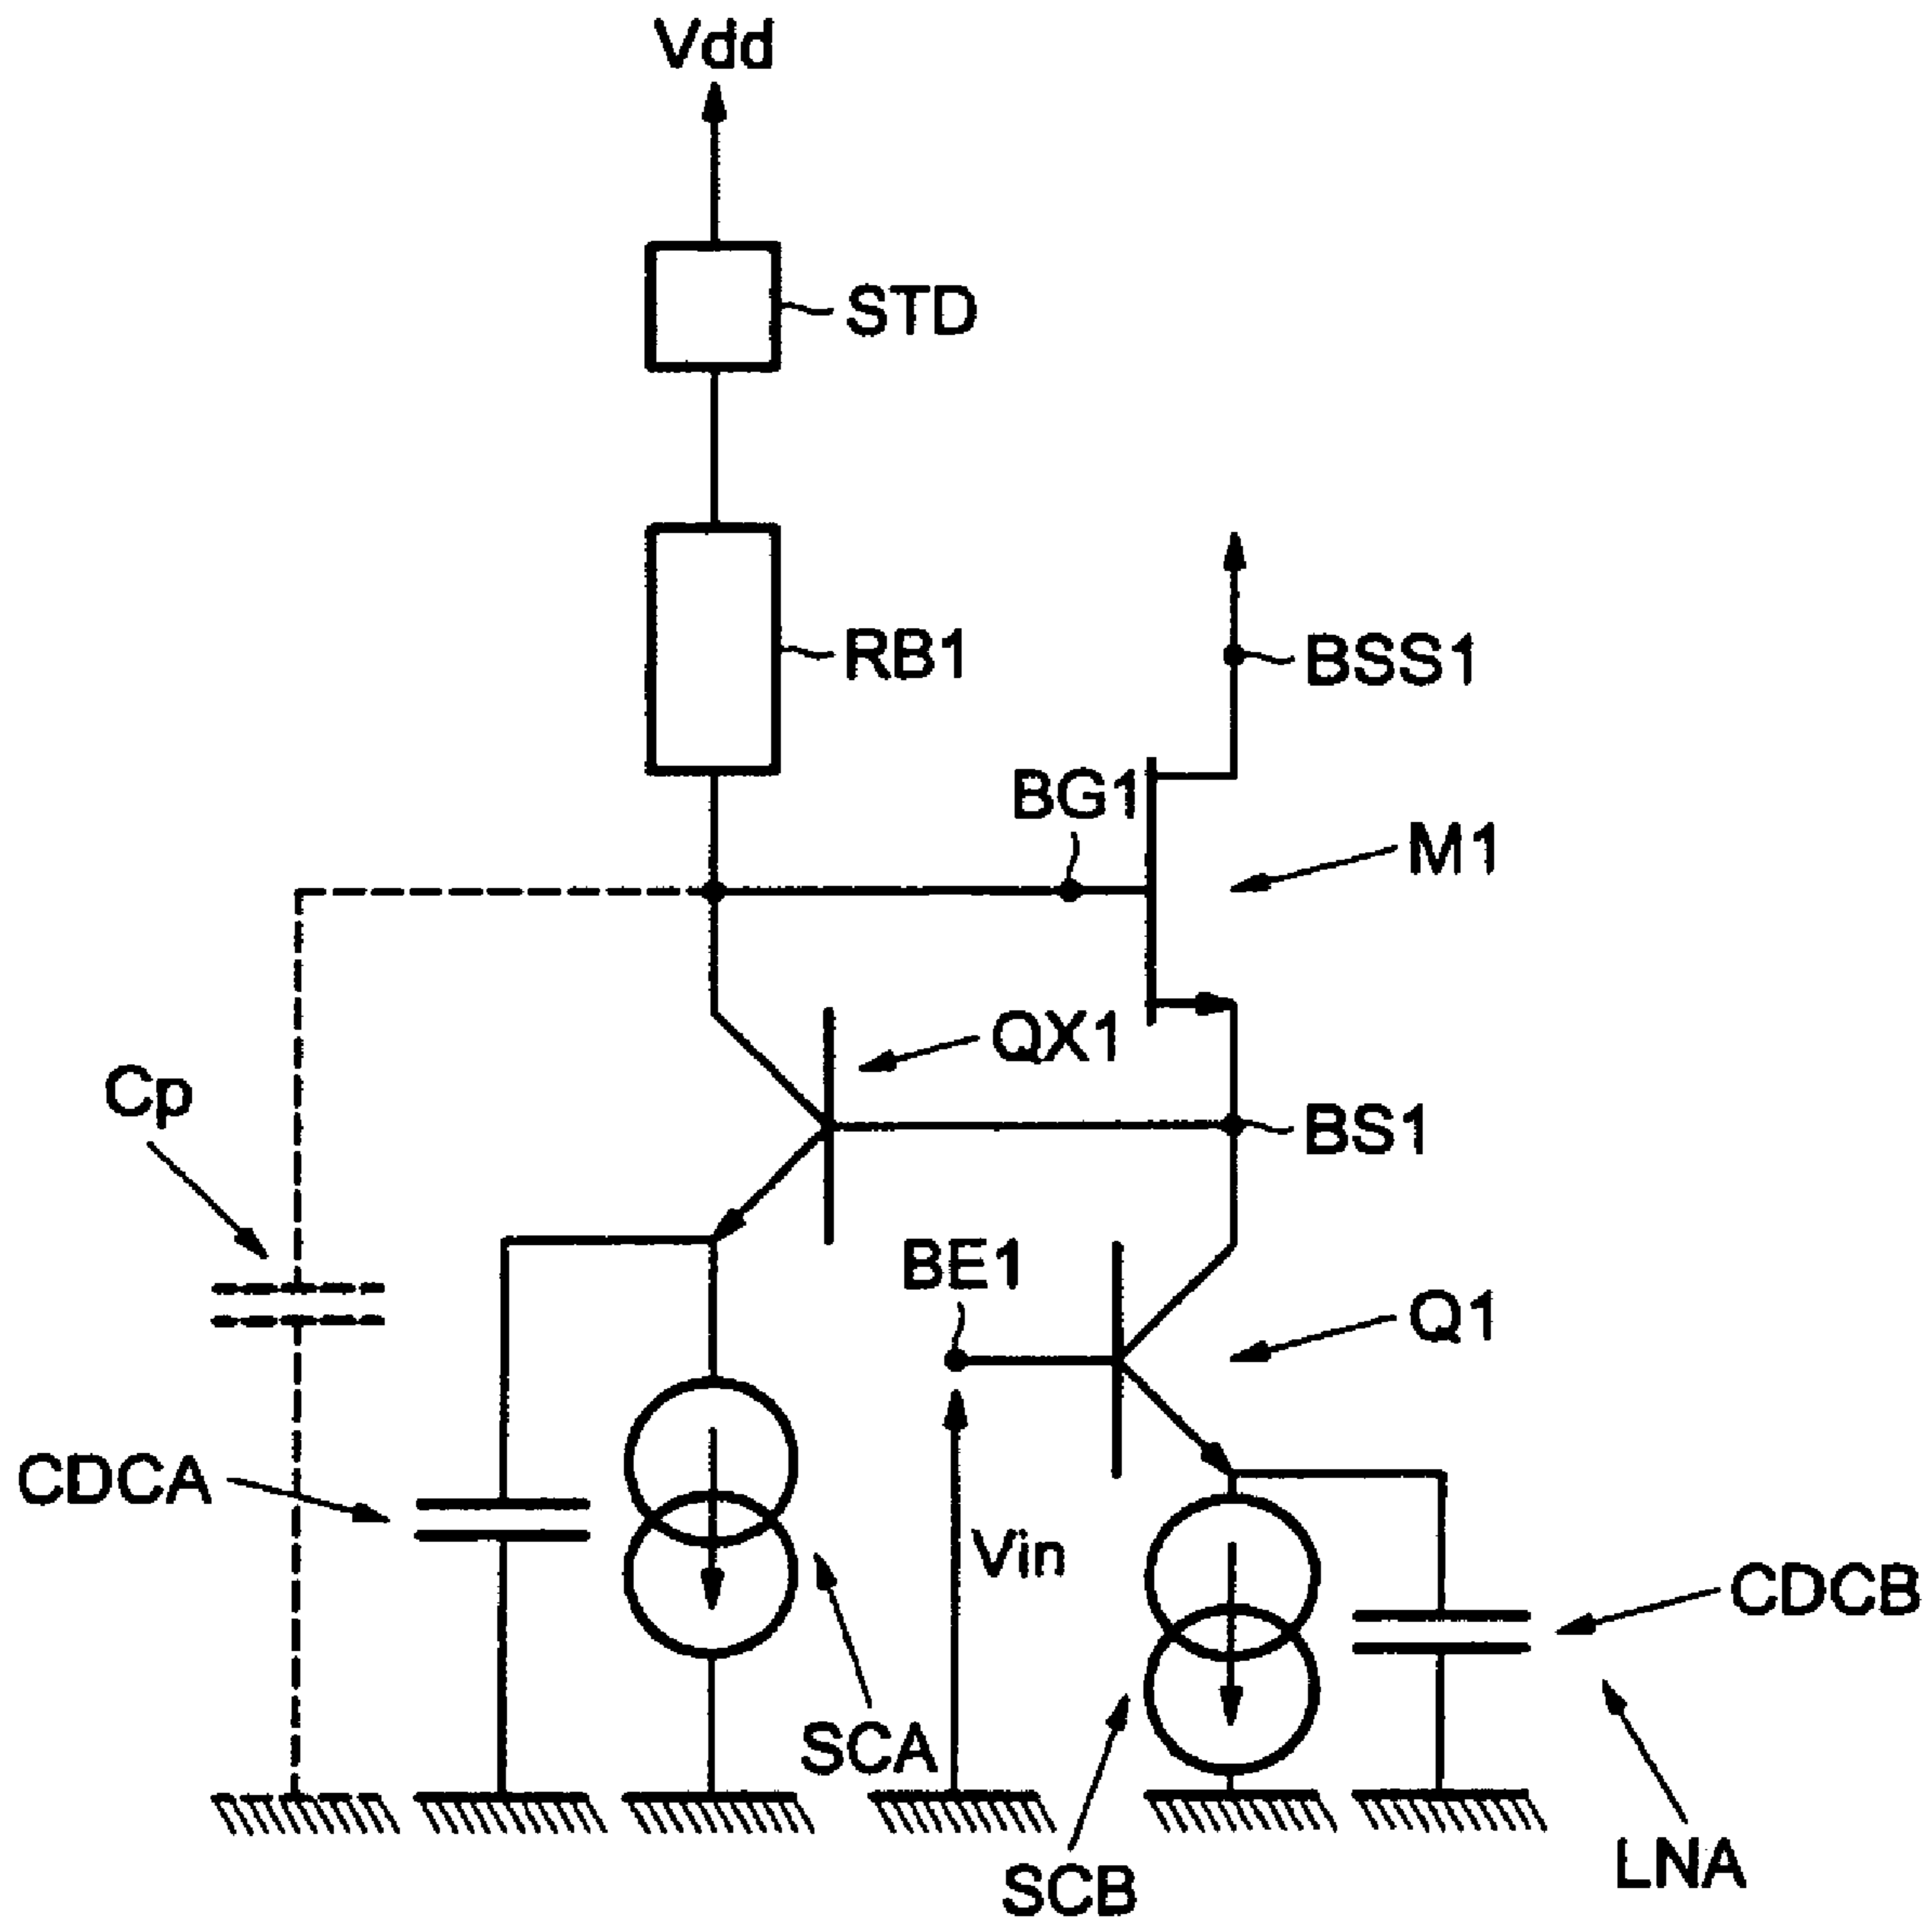 Vdd
STD
RB1
BSS1
BG1
M1
QX1
Cp
BS1
BE1
Q1
CDCA
Vin
CDCB
SCA
SCB
LNA